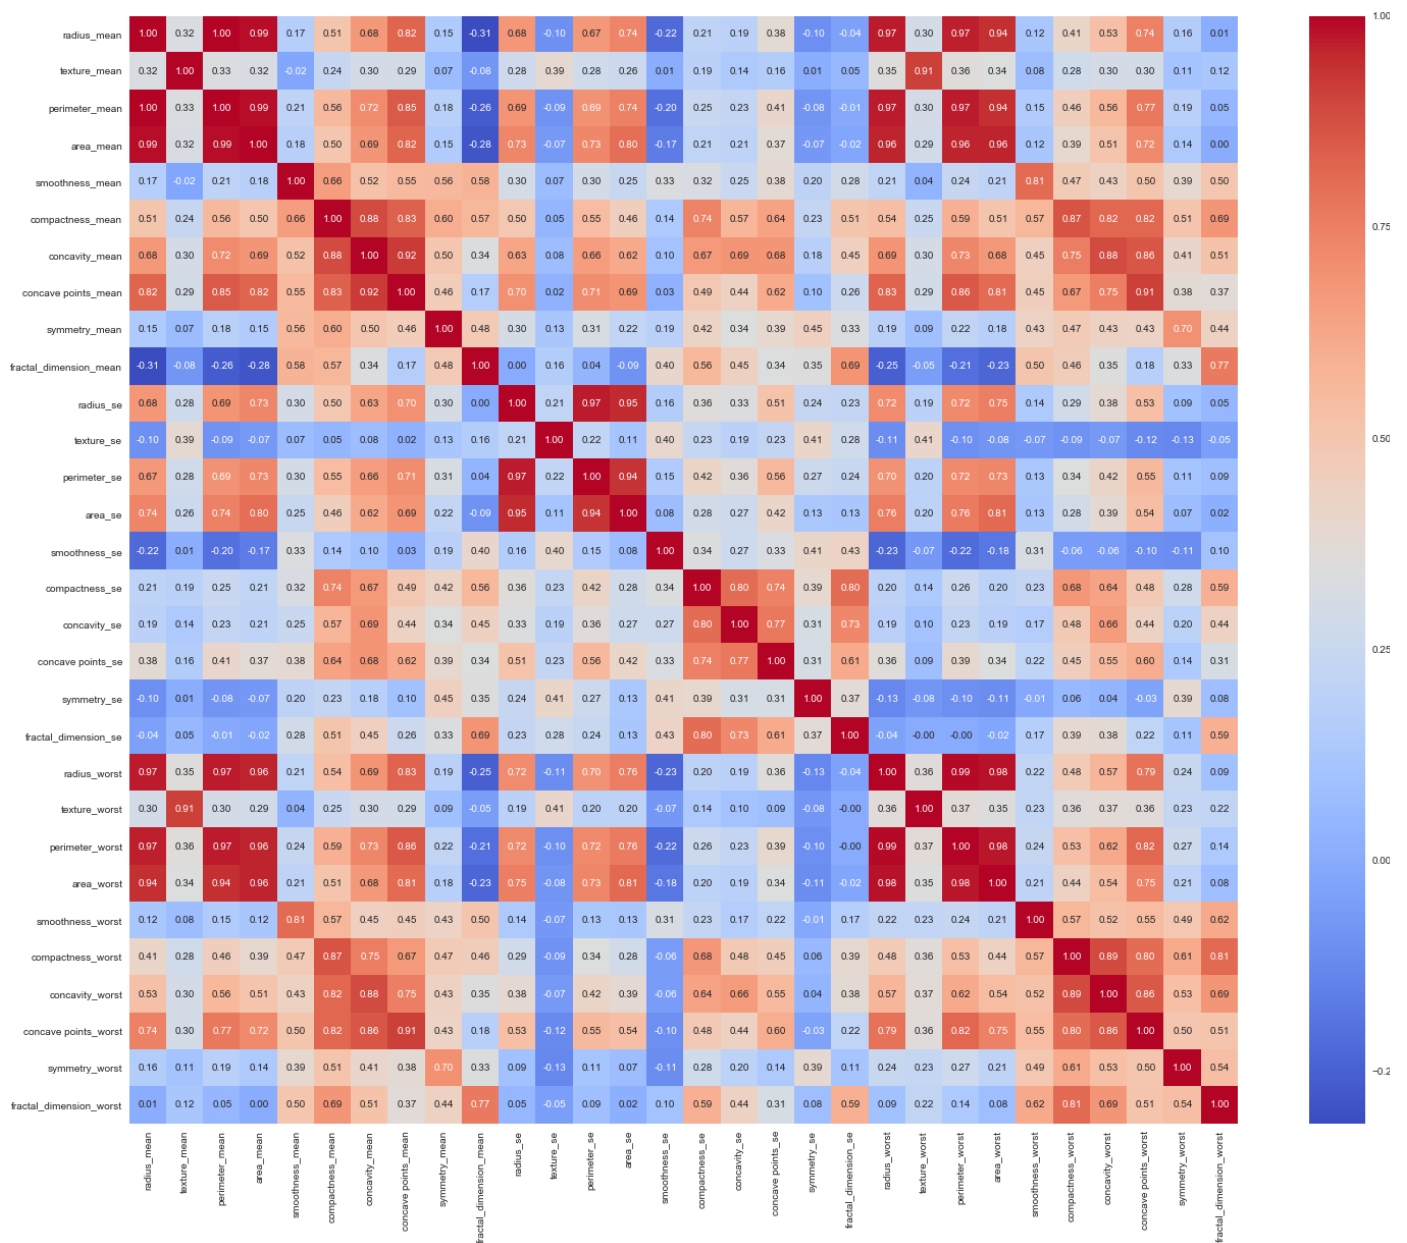 radius_mean 1.00 0.32 1.00 0.99 0.17 0.51 0.68 0.82 0.15 -0.31 0.68 -0.10 0.67 0.74 -0.22 0.21 0.19 0.38 -0.10 -0.04 0.97 0.30 0.97 0.94 0.12 0.41 0.53 0.74 0.16 0.01
texture_mean 0.32 1.00 0.33 0.32 -0.02 0.24 0.30 0.29 0.07 -0.08 0.28 0.39 0.28 0.26 0.01 0.19 0.14 0.16 0.01 0.05 0.35 0.91 0.36 0.34 0.08 0.28 0.30 0.30 0.11 0.12
perimeter_mean 1.00 0.33 1.00 0.99 0.21 0.56 0.72 0.85 0.18 -0.26 0.69 -0.09 0.69 0.74 -0.20 0.25 0.23 0.41 -0.08 -0.01 0.97 0.30 0.97 0.94 0.15 0.46 0.56 0.77 0.19 0.05
area_mean 0.99 0.32 0.99 1.00 0.18 0.50 0.69 0.82 0.15 -0.28 0.73 -0.07 0.73 0.80 -0.17 0.21 0.21 0.37 -0.07 -0.02 0.96 0.29 0.96 0.96 0.12 0.39 0.51 0.72 0.14 0.00
smoothness_mean 0.17 -0.02 0.21 0.18 1.00 0.66 0.52 0.55 0.56 0.58 0.30 0.07 0.30 0.25 0.33 0.32 0.25 0.38 0.20 0.28 0.21 0.04 0.24 0.21 0.81 0.47 0.43 0.50 0.39 0.50
compactness_mean 0.51 0.24 0.56 0.50 0.66 1.00 0.88 0.83 0.60 0.57 0.50 0.05 0.55 0.46 0.14 0.74 0.57 0.64 0.23 0.51 0.54 0.25 0.59 0.51 0.57 0.87 0.82 0.82 0.51 0.69
concavity_mean 0.68 0.30 0.72 0.69 0.52 0.88 1.00 0.92 0.50 0.34 0.63 0.08 0.66 0.62 0.10 0.67 0.69 0.68 0.18 0.45 0.69 0.30 0.73 0.68 0.45 0.75 0.88 0.86 0.41 0.51
concave points_mean 0.82 0.29 0.85 0.82 0.55 0.83 0.92 1.00 0.46 0.17 0.70 0.02 0.71 0.69 0.03 0.49 0.44 0.62 0.10 0.26 0.83 0.29 0.86 0.81 0.45 0.67 0.75 0.91 0.38 0.37
symmetry_mean 0.15 0.07 0.18 0.15 0.56 0.60 0.50 0.46 1.00 0.48 0.30 0.13 0.31 0.22 0.19 0.42 0.34 0.39 0.45 0.33 0.19 0.09 0.22 0.18 0.43 0.47 0.43 0.43 0.70 0.44
fractal_dimension_mean -0.31 -0.08 -0.26 -0.28 0.58 0.57 0.34 0.17 0.48 1.00 0.00 0.16 0.04 -0.09 0.40 0.56 0.45 0.34 0.35 0.69 -0.25 -0.05 -0.21 -0.23 0.50 0.46 0.35 0.18 0.33 0.77
radius_se 0.68 0.28 0.69 0.73 0.30 0.50 0.63 0.70 0.30 0.00 1.00 0.21 0.97 0.95 0.16 0.36 0.33 0.51 0.24 0.23 0.72 0.19 0.72 0.75 0.14 0.29 0.38 0.53 0.09 0.05
texture_se -0.10 0.39 -0.09 -0.07 0.07 0.05 0.08 0.02 0.13 0.16 0.21 1.00 0.22 0.11 0.40 0.23 0.19 0.23 0.41 0.28 -0.11 0.41 -0.10 -0.08 -0.07 -0.09 -0.07 -0.12 -0.13 -0.05
perimeter_se 0.67 0.28 0.69 0.73 0.30 0.55 0.66 0.71 0.31 0.04 0.97 0.22 1.00 0.94 0.15 0.42 0.36 0.56 0.27 0.24 0.70 0.20 0.72 0.73 0.13 0.34 0.42 0.55 0.11 0.09
area_se 0.74 0.26 0.74 0.80 0.25 0.46 0.62 0.69 0.22 -0.09 0.95 0.11 0.94 1.00 0.08 0.28 0.27 0.42 0.13 0.13 0.76 0.20 0.76 0.81 0.13 0.28 0.39 0.54 0.07 0.02
smoothness_se -0.22 0.01 -0.20 -0.17 0.33 0.14 0.10 0.03 0.19 0.40 0.16 0.40 0.15 0.08 1.00 0.34 0.27 0.33 0.41 0.43 -0.23 -0.07 -0.22 -0.18 0.31 -0.06 -0.06 -0.10 -0.11 0.10
compactness_se 0.21 0.19 0.25 0.21 0.32 0.74 0.67 0.49 0.42 0.56 0.36 0.23 0.42 0.28 0.34 1.00 0.80 0.74 0.39 0.80 0.20 0.14 0.26 0.20 0.23 0.68 0.64 0.48 0.28 0.59
concavity_se 0.19 0.14 0.23 0.21 0.25 0.57 0.69 0.44 0.34 0.45 0.33 0.19 0.36 0.27 0.27 0.80 1.00 0.77 0.31 0.73 0.19 0.10 0.23 0.19 0.17 0.48 0.66 0.44 0.20 0.44
concave points_se 0.38 0.16 0.41 0.37 0.38 0.64 0.68 0.62 0.39 0.34 0.51 0.23 0.56 0.42 0.33 0.74 0.77 1.00 0.31 0.61 0.36 0.09 0.39 0.34 0.22 0.45 0.55 0.60 0.14 0.31
symmetry_se -0.10 0.01 -0.08 -0.07 0.20 0.23 0.18 0.10 0.45 0.35 0.24 0.41 0.27 0.13 0.41 0.39 0.31 0.31 1.00 0.37 -0.13 -0.08 -0.10 -0.11 -0.01 0.06 0.04 -0.03 0.39 0.08
fractal_dimension_se -0.04 0.05 -0.01 -0.02 0.28 0.51 0.45 0.26 0.33 0.69 0.23 0.28 0.24 0.13 0.43 0.80 0.73 0.61 0.37 1.00 -0.04 -0.00 -0.00 -0.02 0.17 0.39 0.38 0.22 0.11 0.59
radius_worst 0.97 0.35 0.97 0.96 0.21 0.54 0.69 0.83 0.19 -0.25 0.72 -0.11 0.70 0.76 -0.23 0.20 0.19 0.36 -0.13 -0.04 1.00 0.36 0.99 0.98 0.22 0.48 0.57 0.79 0.24 0.09
texture_worst 0.30 0.91 0.30 0.29 0.04 0.25 0.30 0.29 0.09 -0.05 0.19 0.41 0.20 0.20 -0.07 0.14 0.10 0.09 -0.08 -0.00 0.36 1.00 0.37 0.35 0.23 0.36 0.37 0.36 0.23 0.22
perimeter_worst 0.97 0.36 0.97 0.96 0.24 0.59 0.73 0.86 0.22 -0.21 0.72 -0.10 0.72 0.76 -0.22 0.26 0.23 0.39 -0.10 -0.00 0.99 0.37 1.00 0.98 0.24 0.53 0.62 0.82 0.27 0.14
area_worst 0.94 0.34 0.94 0.96 0.21 0.51 0.68 0.81 0.18 -0.23 0.75 -0.08 0.73 0.81 -0.18 0.20 0.19 0.34 -0.11 -0.02 0.98 0.35 0.98 1.00 0.21 0.44 0.54 0.75 0.21 0.08
smoothness_worst 0.12 0.08 0.15 0.12 0.81 0.57 0.45 0.45 0.43 0.50 0.14 -0.07 0.13 0.13 0.31 0.23 0.17 0.22 -0.01 0.17 0.22 0.23 0.24 0.21 1.00 0.57 0.52 0.55 0.49 0.62
compactness_worst 0.41 0.28 0.46 0.39 0.47 0.87 0.75 0.67 0.47 0.46 0.29 -0.09 0.34 0.28 -0.06 0.68 0.48 0.45 0.06 0.39 0.48 0.36 0.53 0.44 0.57 1.00 0.89 0.80 0.61 0.81
concavity_worst 0.53 0.30 0.56 0.51 0.43 0.82 0.88 0.75 0.43 0.35 0.38 -0.07 0.42 0.39 -0.06 0.64 0.66 0.55 0.04 0.38 0.57 0.37 0.62 0.54 0.52 0.89 1.00 0.86 0.53 0.69
concave points_worst 0.74 0.30 0.77 0.72 0.50 0.82 0.86 0.91 0.43 0.18 0.53 -0.12 0.55 0.54 -0.10 0.48 0.44 0.60 -0.03 0.22 0.79 0.36 0.82 0.75 0.55 0.80 0.86 1.00 0.50 0.51
symmetry_worst 0.16 0.11 0.19 0.14 0.39 0.51 0.41 0.38 0.70 0.33 0.09 -0.13 0.11 0.07 -0.11 0.28 0.20 0.14 0.39 0.11 0.24 0.23 0.27 0.21 0.49 0.61 0.53 0.50 1.00 0.54
fractal_dimension_worst 0.01 0.12 0.05 0.00 0.50 0.69 0.51 0.37 0.44 0.77 0.05 -0.05 0.09 0.02 0.10 0.59 0.44 0.31 0.08 0.59 0.09 0.22 0.14 0.08 0.62 0.81 0.69 0.51 0.54 1.00
radius_mean
texture_mean
perimeter_mean
area_mean
smoothness_mean
compactness_mean
concavity_mean
concave points_mean
symmetry_mean
fractal_dimension_mean
radius_se
texture_se
perimeter_se
area_se
smoothness_se
compactness_se
concavity_se
concave points_se
symmetry_se
fractal_dimension_se
radius_worst
texture_worst
perimeter_worst
area_worst
smoothness_worst
compactness_worst
concavity_worst
concave points_worst
symmetry_worst
fractal_dimension_worst
1.00
0.75
0.50
0.25
0.00
−0.2